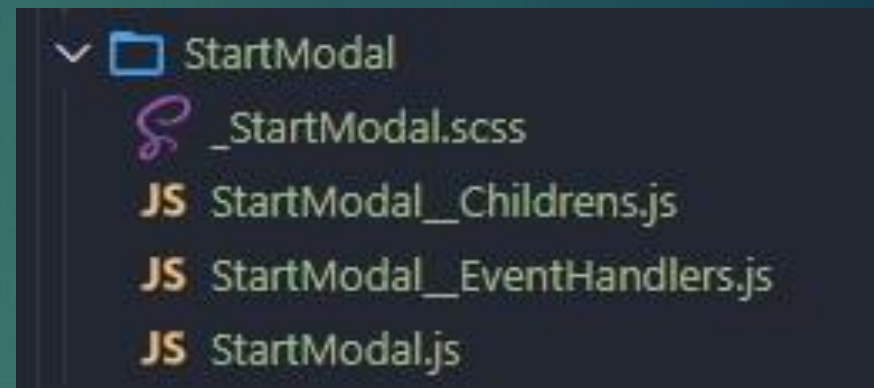 StartModal
_StartModal.scss
JS StartModal__Childrens.js
JS StartModal__EventHandlers.js
JS StartModal.js